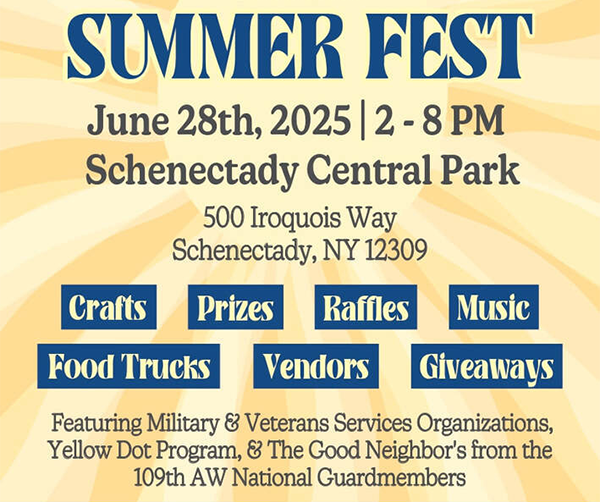 SUMMER FEST
June 28th, 2025 | 2 - 8 PM
Schenectady Central Park
500 Iroquois Way
Schenectady, NY 12309
Crafts Prizes Raffles Music
Food Trucks Vendors Giveaways
Featuring Military & Veterans Services Organizations,
Yellow Dot Program, & The Good Neighbor's from the
109th AW National Guardmembers